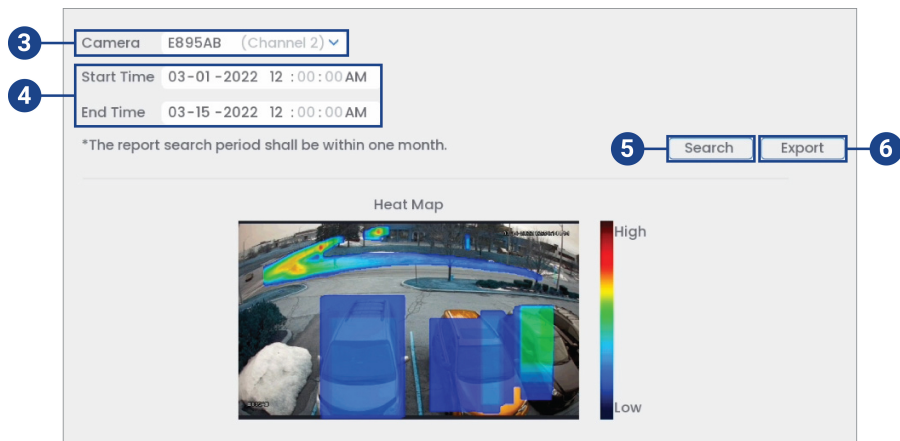 3 Camera E895AB (Channel 2)
4 Start Time 03-01 -2022 12 :00:00 AM
End Time 03-15 -2022 12 :00:00 AM
*The report search period shall be within one month.
5 Search Export 6
Heat Map
High
Low